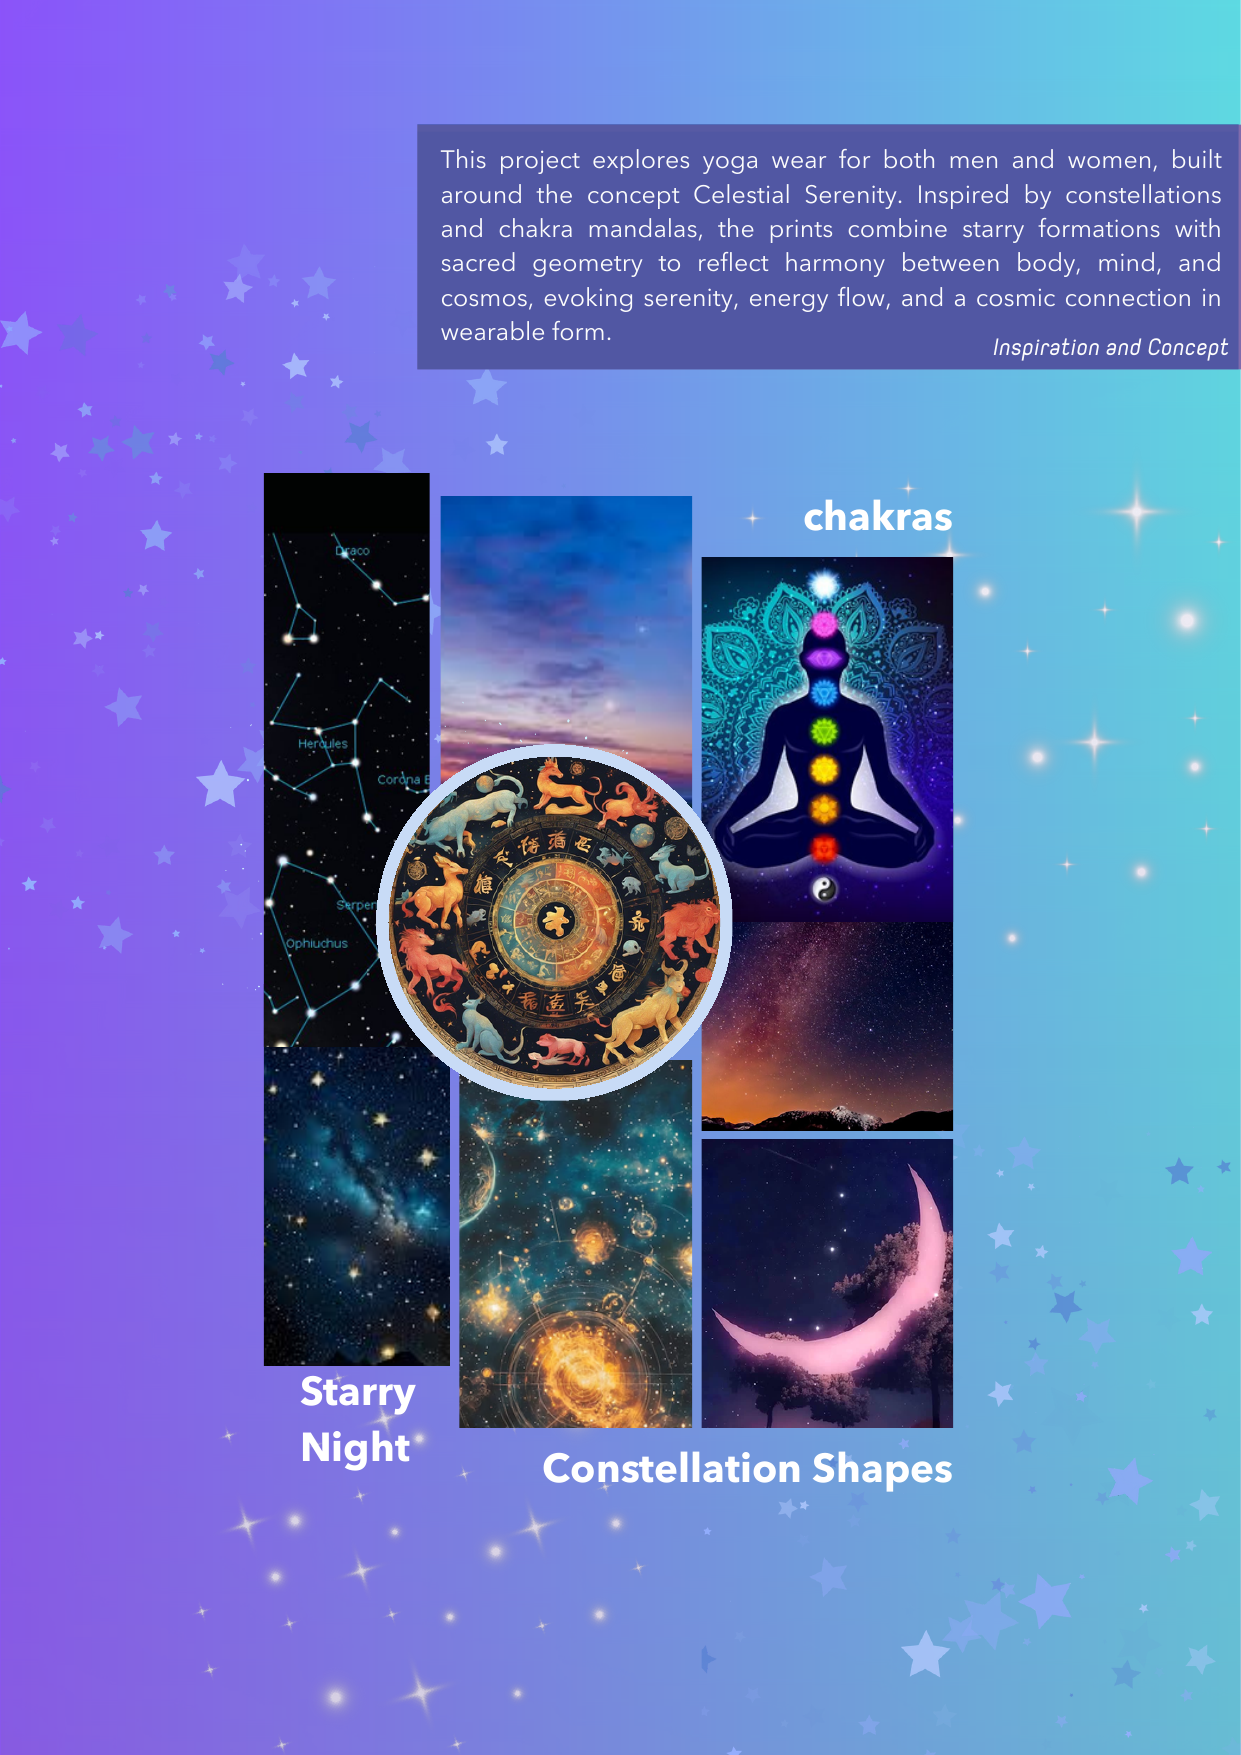 This project explores yoga wear for both men and women, built
around the concept Celestial Serenity. Inspired by constellations
and chakra mandalas, the prints combine starry formations with
sacred geometry to reflect harmony between body, mind, and
cosmos, evoking serenity, energy flow, and a cosmic connection in
wearable form.
Inspiration and Concept
chakras
Draco
Hercules
Corona
Ophiuchus
Starry
Night
Constellation Shapes